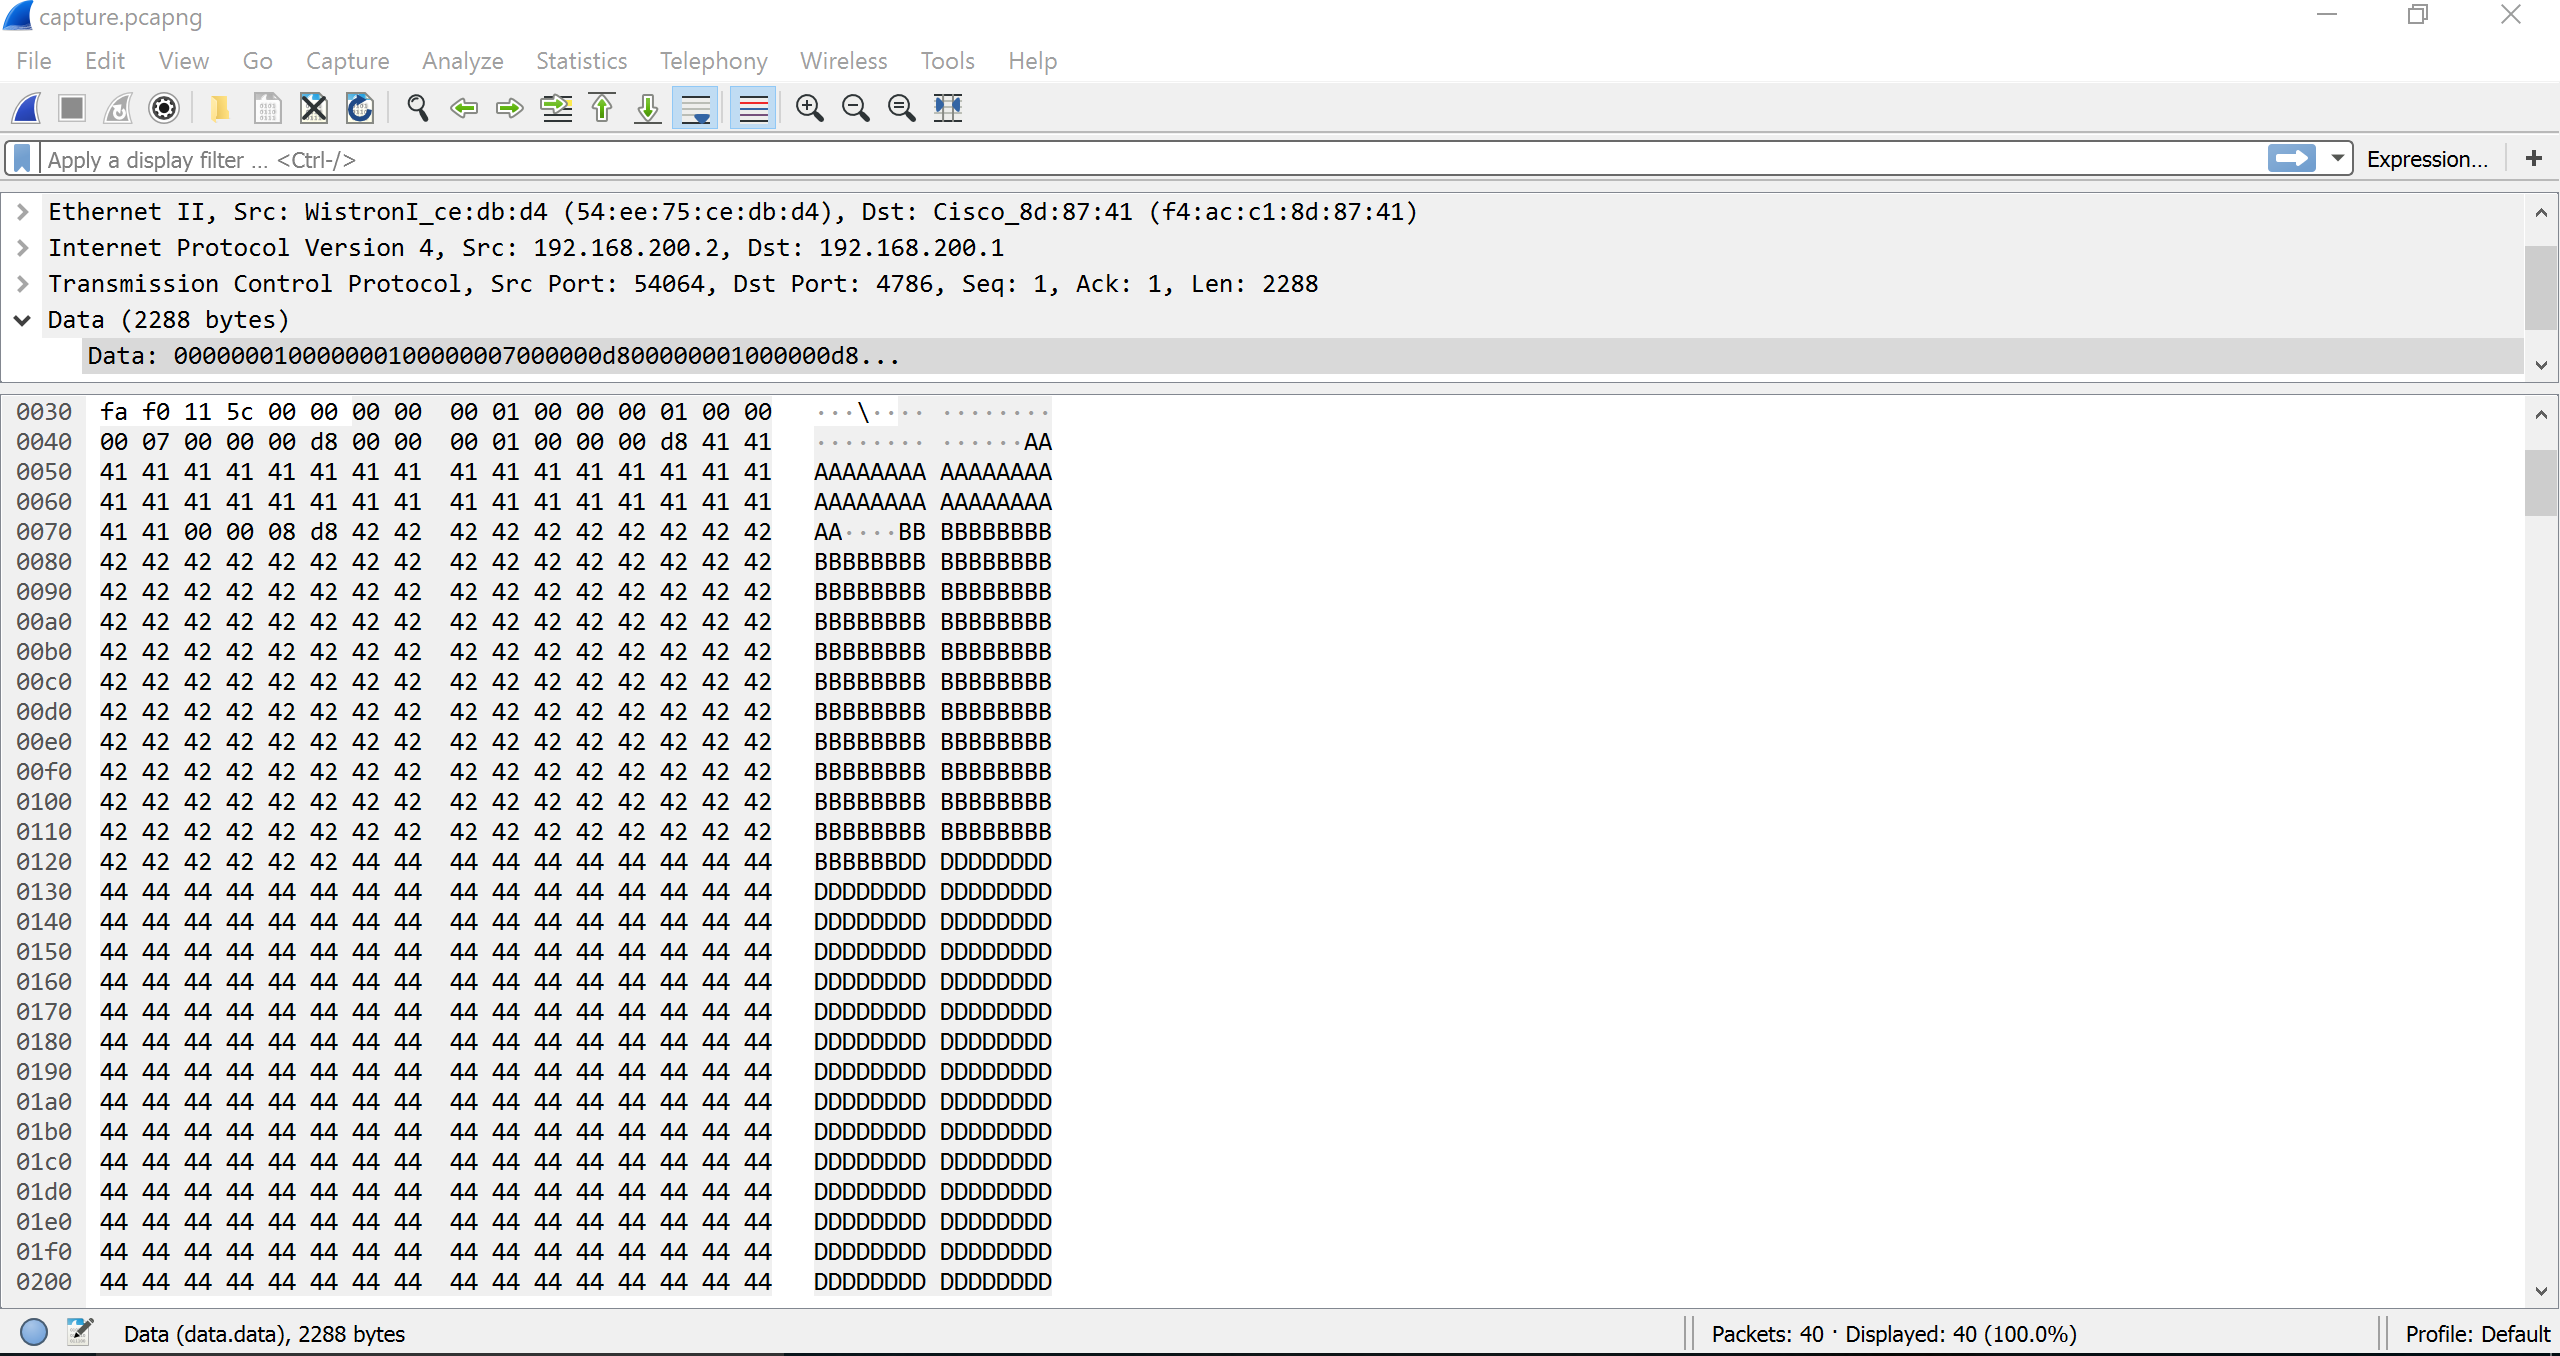 capture.pcapng
File Edit View Go Capture Analyze Statistics Telephony Wireless Tools Help
Apply a display filter ... <Ctrl-/> Expression... +
Ethernet II, Src: WistronI_ce:db:d4 (54:ee:75:ce:db:d4), Dst: Cisco_8d:87:41 (f4:ac:c1:8d:87:41)
Internet Protocol Version 4, Src: 192.168.200.2, Dst: 192.168.200.1
Transmission Control Protocol, Src Port: 54064, Dst Port: 4786, Seq: 1, Ack: 1, Len: 2288
Data (2288 bytes)
Data: 000000010000000100000007000000d800000001000000d8...
0030 fa f0 11 5c 00 00 00 00 00 01 00 00 00 01 00 00 ···\···· ········
0040 00 07 00 00 00 d8 00 00 00 01 00 00 00 d8 41 41 ········ ······AA
0050 41 41 41 41 41 41 41 41 41 41 41 41 41 41 41 41 AAAAAAAA AAAAAAAA
0060 41 41 41 41 41 41 41 41 41 41 41 41 41 41 41 41 AAAAAAAA AAAAAAAA
0070 41 41 00 00 08 d8 42 42 42 42 42 42 42 42 42 42 AA····BB BBBBBBBB
0080 42 42 42 42 42 42 42 42 42 42 42 42 42 42 42 42 BBBBBBBB BBBBBBBB
0090 42 42 42 42 42 42 42 42 42 42 42 42 42 42 42 42 BBBBBBBB BBBBBBBB
00a0 42 42 42 42 42 42 42 42 42 42 42 42 42 42 42 42 BBBBBBBB BBBBBBBB
00b0 42 42 42 42 42 42 42 42 42 42 42 42 42 42 42 42 BBBBBBBB BBBBBBBB
00c0 42 42 42 42 42 42 42 42 42 42 42 42 42 42 42 42 BBBBBBBB BBBBBBBB
00d0 42 42 42 42 42 42 42 42 42 42 42 42 42 42 42 42 BBBBBBBB BBBBBBBB
00e0 42 42 42 42 42 42 42 42 42 42 42 42 42 42 42 42 BBBBBBBB BBBBBBBB
00f0 42 42 42 42 42 42 42 42 42 42 42 42 42 42 42 42 BBBBBBBB BBBBBBBB
0100 42 42 42 42 42 42 42 42 42 42 42 42 42 42 42 42 BBBBBBBB BBBBBBBB
0110 42 42 42 42 42 42 42 42 42 42 42 42 42 42 42 42 BBBBBBBB BBBBBBBB
0120 42 42 42 42 42 42 44 44 44 44 44 44 44 44 44 44 BBBBBBDD DDDDDDDD
0130 44 44 44 44 44 44 44 44 44 44 44 44 44 44 44 44 DDDDDDDD DDDDDDDD
0140 44 44 44 44 44 44 44 44 44 44 44 44 44 44 44 44 DDDDDDDD DDDDDDDD
0150 44 44 44 44 44 44 44 44 44 44 44 44 44 44 44 44 DDDDDDDD DDDDDDDD
0160 44 44 44 44 44 44 44 44 44 44 44 44 44 44 44 44 DDDDDDDD DDDDDDDD
0170 44 44 44 44 44 44 44 44 44 44 44 44 44 44 44 44 DDDDDDDD DDDDDDDD
0180 44 44 44 44 44 44 44 44 44 44 44 44 44 44 44 44 DDDDDDDD DDDDDDDD
0190 44 44 44 44 44 44 44 44 44 44 44 44 44 44 44 44 DDDDDDDD DDDDDDDD
01a0 44 44 44 44 44 44 44 44 44 44 44 44 44 44 44 44 DDDDDDDD DDDDDDDD
01b0 44 44 44 44 44 44 44 44 44 44 44 44 44 44 44 44 DDDDDDDD DDDDDDDD
01c0 44 44 44 44 44 44 44 44 44 44 44 44 44 44 44 44 DDDDDDDD DDDDDDDD
01d0 44 44 44 44 44 44 44 44 44 44 44 44 44 44 44 44 DDDDDDDD DDDDDDDD
01e0 44 44 44 44 44 44 44 44 44 44 44 44 44 44 44 44 DDDDDDDD DDDDDDDD
01f0 44 44 44 44 44 44 44 44 44 44 44 44 44 44 44 44 DDDDDDDD DDDDDDDD
0200 44 44 44 44 44 44 44 44 44 44 44 44 44 44 44 44 DDDDDDDD DDDDDDDD
Data (data.data), 2288 bytes Packets: 40 · Displayed: 40 (100.0%) Profile: Default